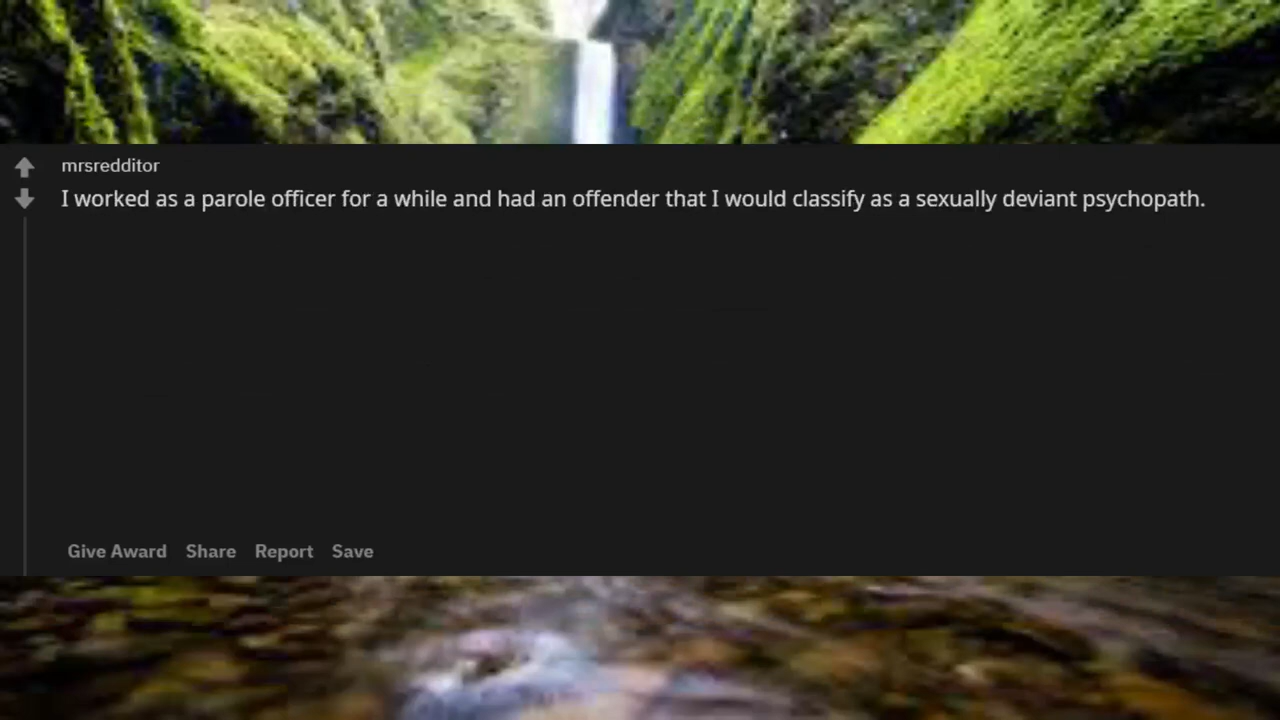 mrsredditor
I worked as a parole officer for a while and had an offender that I would classify as a sexually deviant psychopath.
Give Award Share Report Save